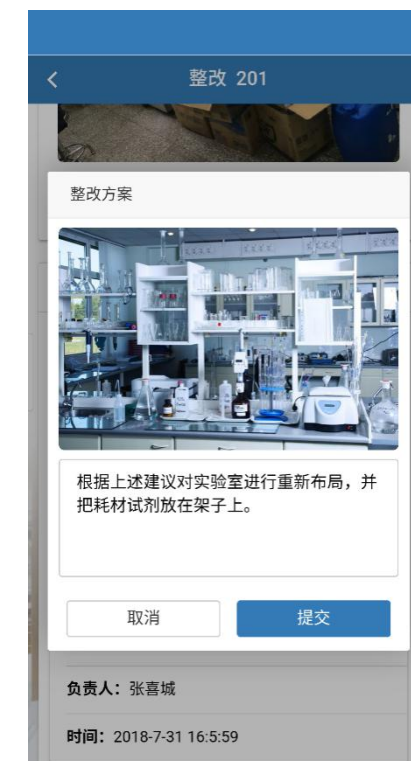 整改 201
整改方案
根据上述建议对实验室进行重新布局，并
把耗材试剂放在架子上。
取消
提交
负责人：张喜城
时间：2018-7-31 16:5:59